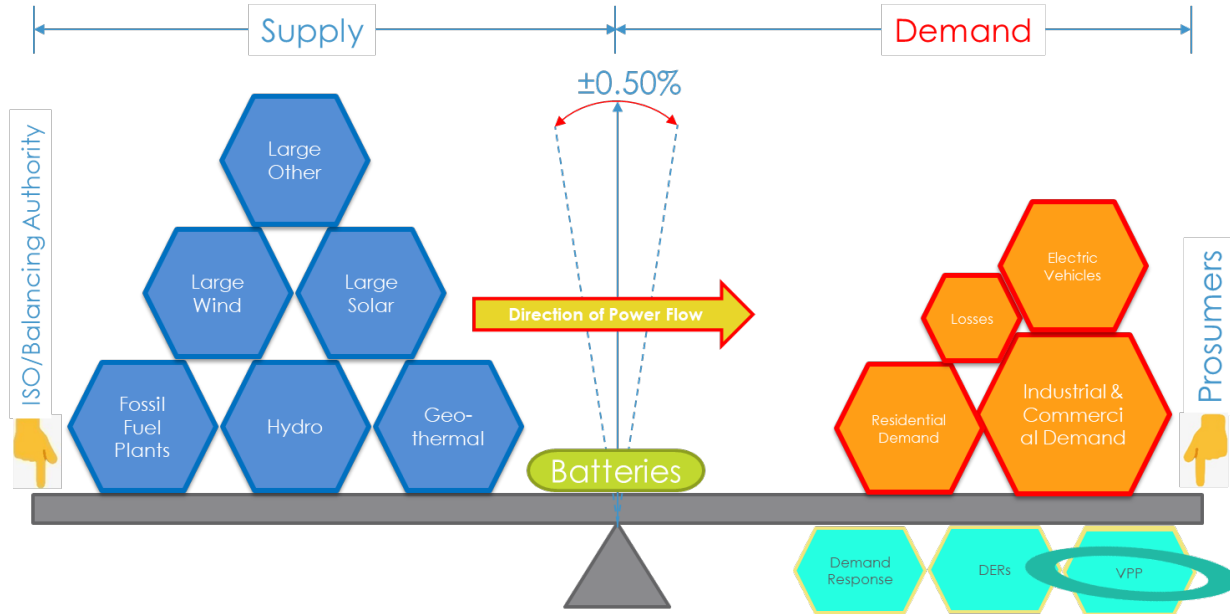 Supply
Demand
±0.50%
ISO/Balancing Authority
Large
Other
Large
Wind
Large
Solar
Direction of Power Flow
Electric
Vehicles
Losses
Prosumers
Fossil
Fuel
Plants
Hydro
Geo-
thermal
Batteries
Residential
Demand
Industrial &
Commerci
al Demand
Demand
Response
DERs
VPP